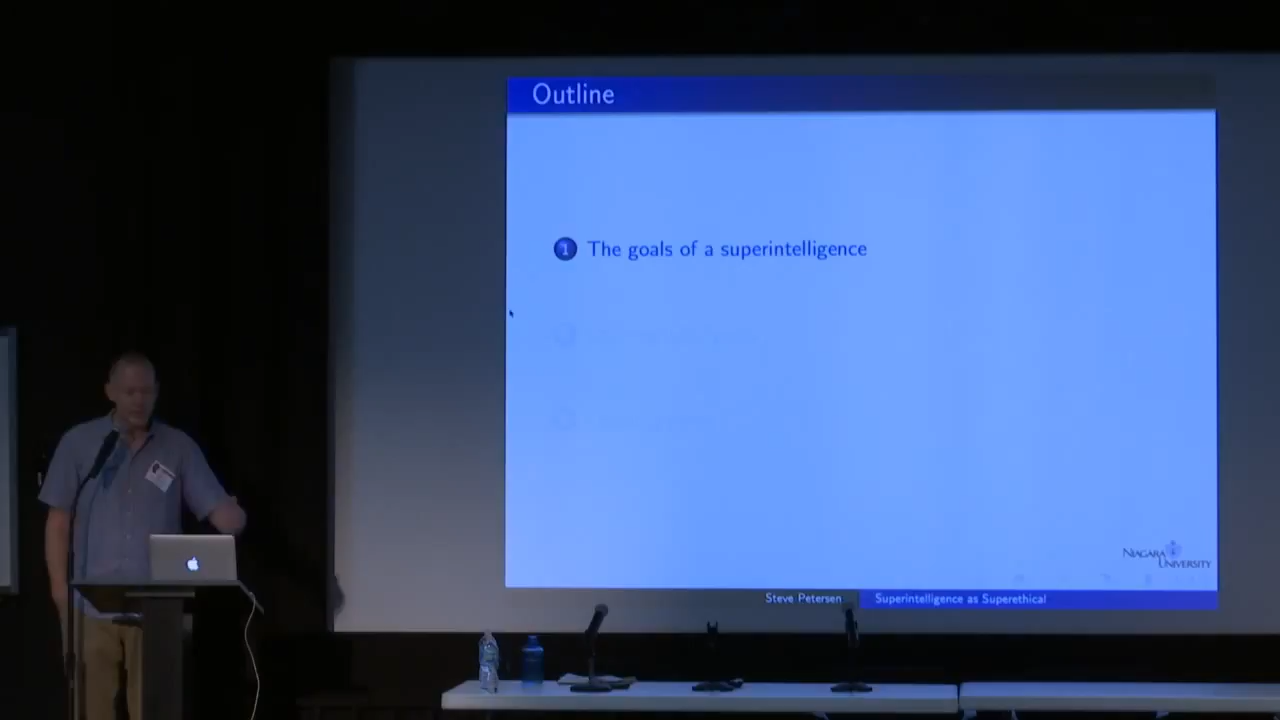 Outline
1 The goals of a superintelligence
NIAGARA
UNIVERSITY
Steve Petersen Superintelligence as Superethical